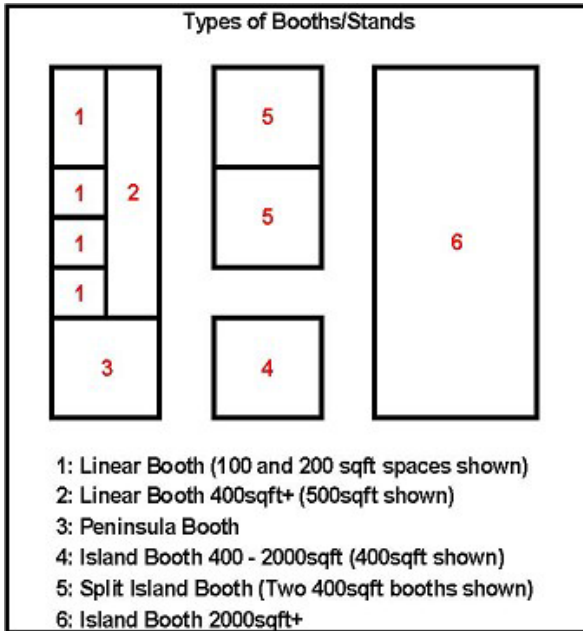 Types of Booths/Stands
1
5
1
2
1
5
6
1
3
4
1: Linear Booth (100 and 200 sqft spaces shown)
2: Linear Booth 400sqft+ (500sqft shown)
3: Peninsula Booth
4: Island Booth 400 - 2000sqft (400sqft shown)
5: Split Island Booth (Two 400sqft booths shown)
6: Island Booth 2000sqft+